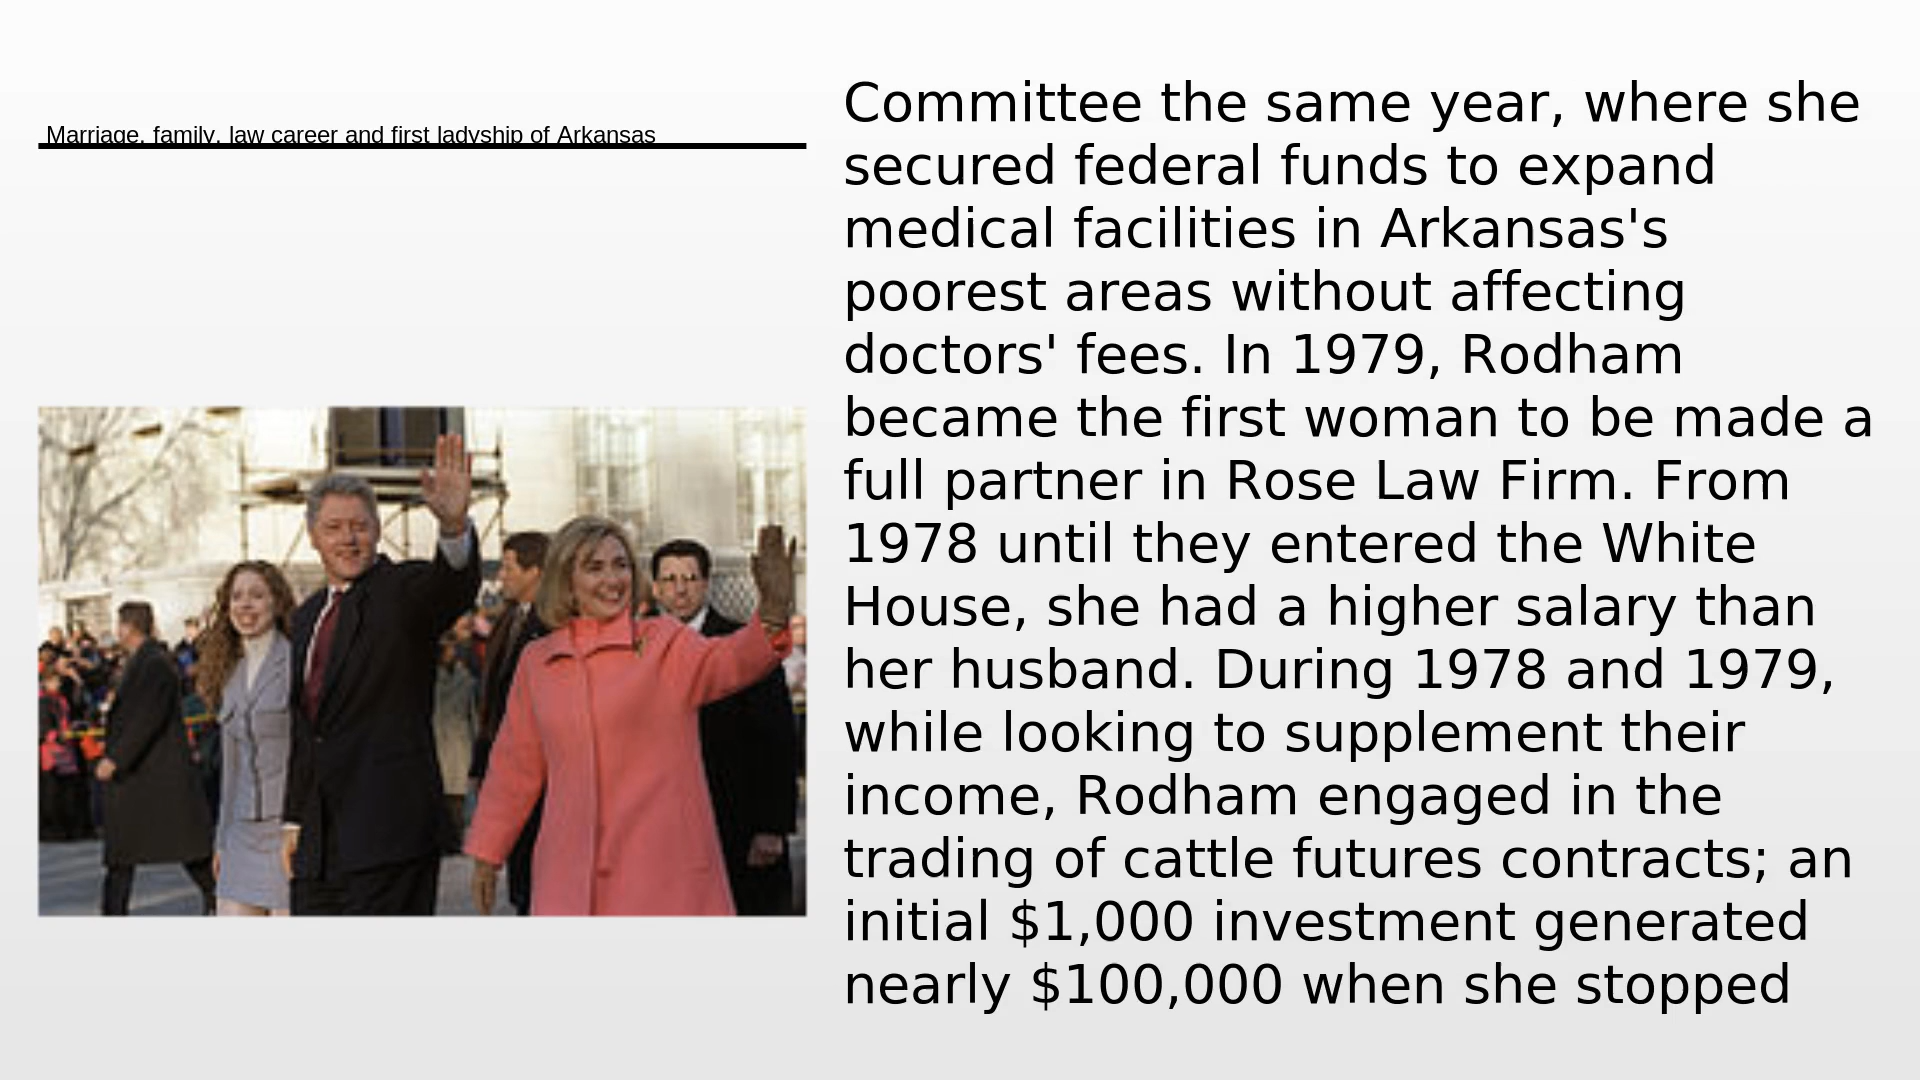 Marriage, family, law career and first ladyship of Arkansas
Committee the same year, where she
secured federal funds to expand
medical facilities in Arkansas's
poorest areas without affecting
doctors' fees. In 1979, Rodham
became the first woman to be made a
full partner in Rose Law Firm. From
1978 until they entered the White
House, she had a higher salary than
her husband. During 1978 and 1979,
while looking to supplement their
income, Rodham engaged in the
trading of cattle futures contracts; an
initial $1,000 investment generated
nearly $100,000 when she stopped